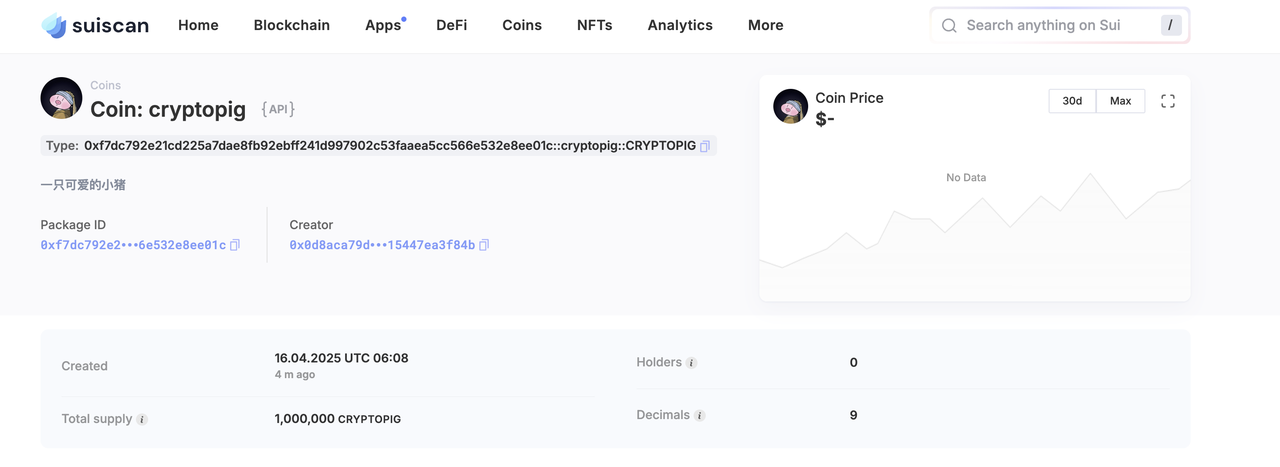 suiscan Home Blockchain Apps DeFi Coins NFTs Analytics More Search anything on Sui /
Coins
Coin: cryptopig {API}
Type: 0xf7dc792e21cd225a7dae8fb92ebff241d997902c53faaea5cc566e532e8ee01c::cryptopig::CRYPTOPIG
一只可爱的小猪
Package ID
0xf7dc792e2•••6e532e8ee01c
Creator
0x0d8aca79d•••15447ea3f84b
Coin Price
$-
30d Max
No Data
Created
16.04.2025 UTC 06:08
4 m ago
Total supply i
1,000,000 CRYPTOPIG
Holders i
0
Decimals i
9